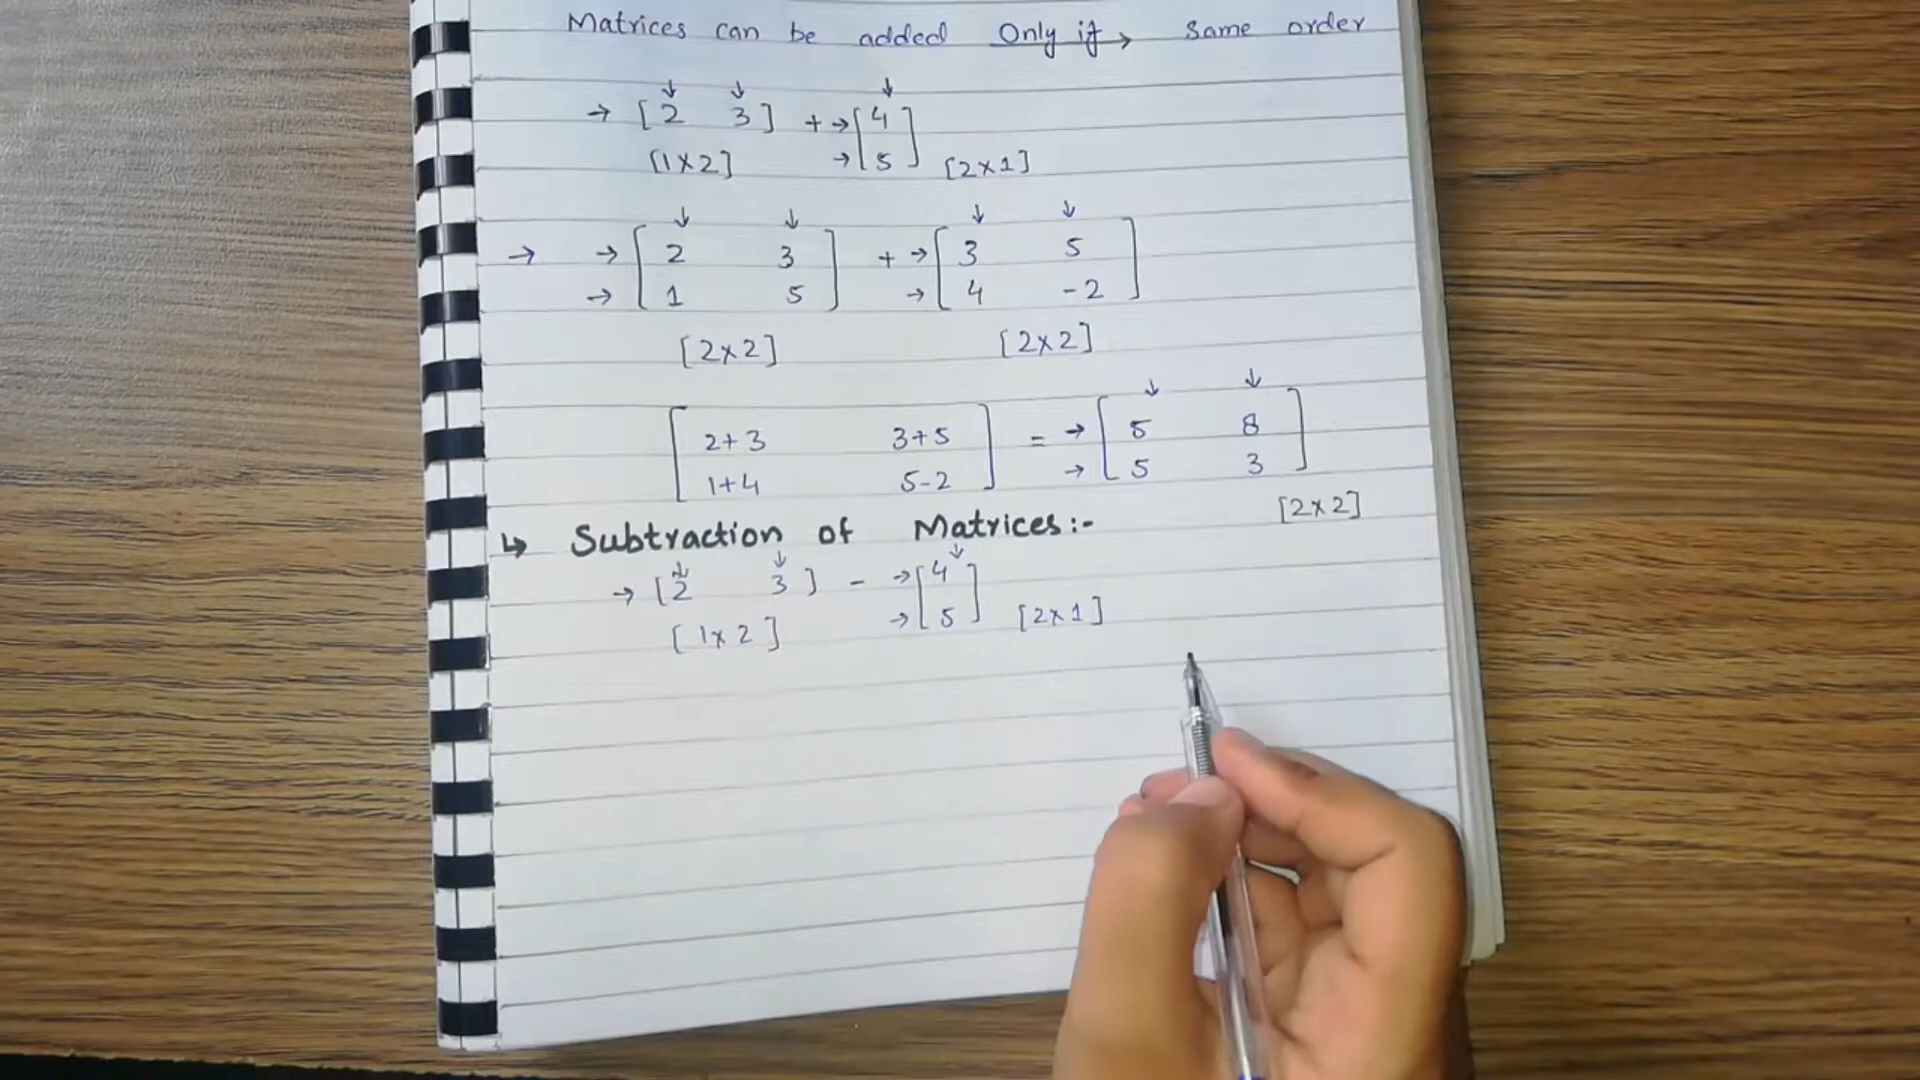 Matrices can be added Only if → Same order
↓ ↓ ↓
→ [2 3] + → [4
[1×2] → 5] [2×1]
↓ ↓ ↓ ↓
→ → [2 3] + → [3 5]
→ [1 5] → [4 -2]
[2×2] [2×2]
↓ ↓
[2+3 3+5] = → [5 8]
[1+4 5-2] → [5 3]
[2×2]
↳ Subtraction of Matrices:-
↓ ↓ ↓
→ [2 3] - → [4
[1×2] → 5] [2×1]